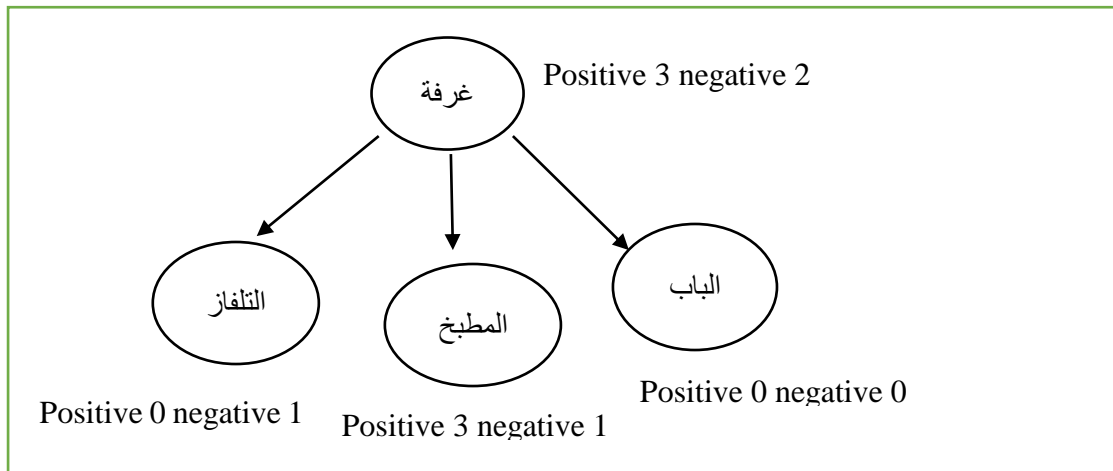 غرفة
Positive 3 negative 2
التلفاز
المطبخ
الباب
Positive 0 negative 1
Positive 3 negative 1
Positive 0 negative 0